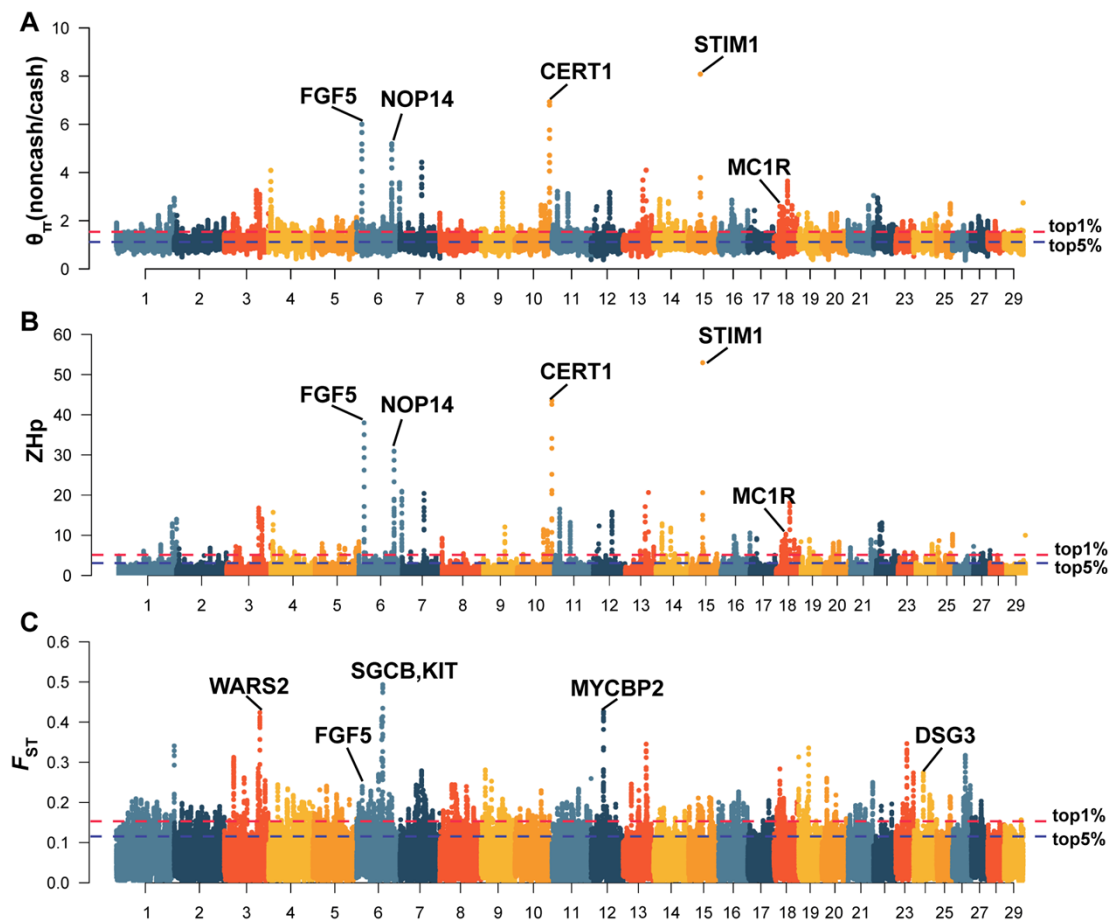 A
θπ(noncash/cash)
10
8
6
4
2
0
STIM1
CERT1
FGF5
NOP14
MC1R
top1%
top5%
1 2 3 4 5 6 7 8 9 10 11 12 13 14 15 16 17 18 19 20 21 23 25 27 29
B
ZHp
60
50
40
30
20
10
0
STIM1
CERT1
FGF5
NOP14
MC1R
top1%
top5%
1 2 3 4 5 6 7 8 9 10 11 12 13 14 15 16 17 18 19 20 21 23 25 27 29
C
FST
0.6
0.5
0.4
0.3
0.2
0.1
0.0
SGCB,KIT
WARS2
MYCBP2
FGF5
DSG3
top1%
top5%
1 2 3 4 5 6 7 8 9 10 11 12 13 14 15 16 17 18 19 20 21 23 25 27 29